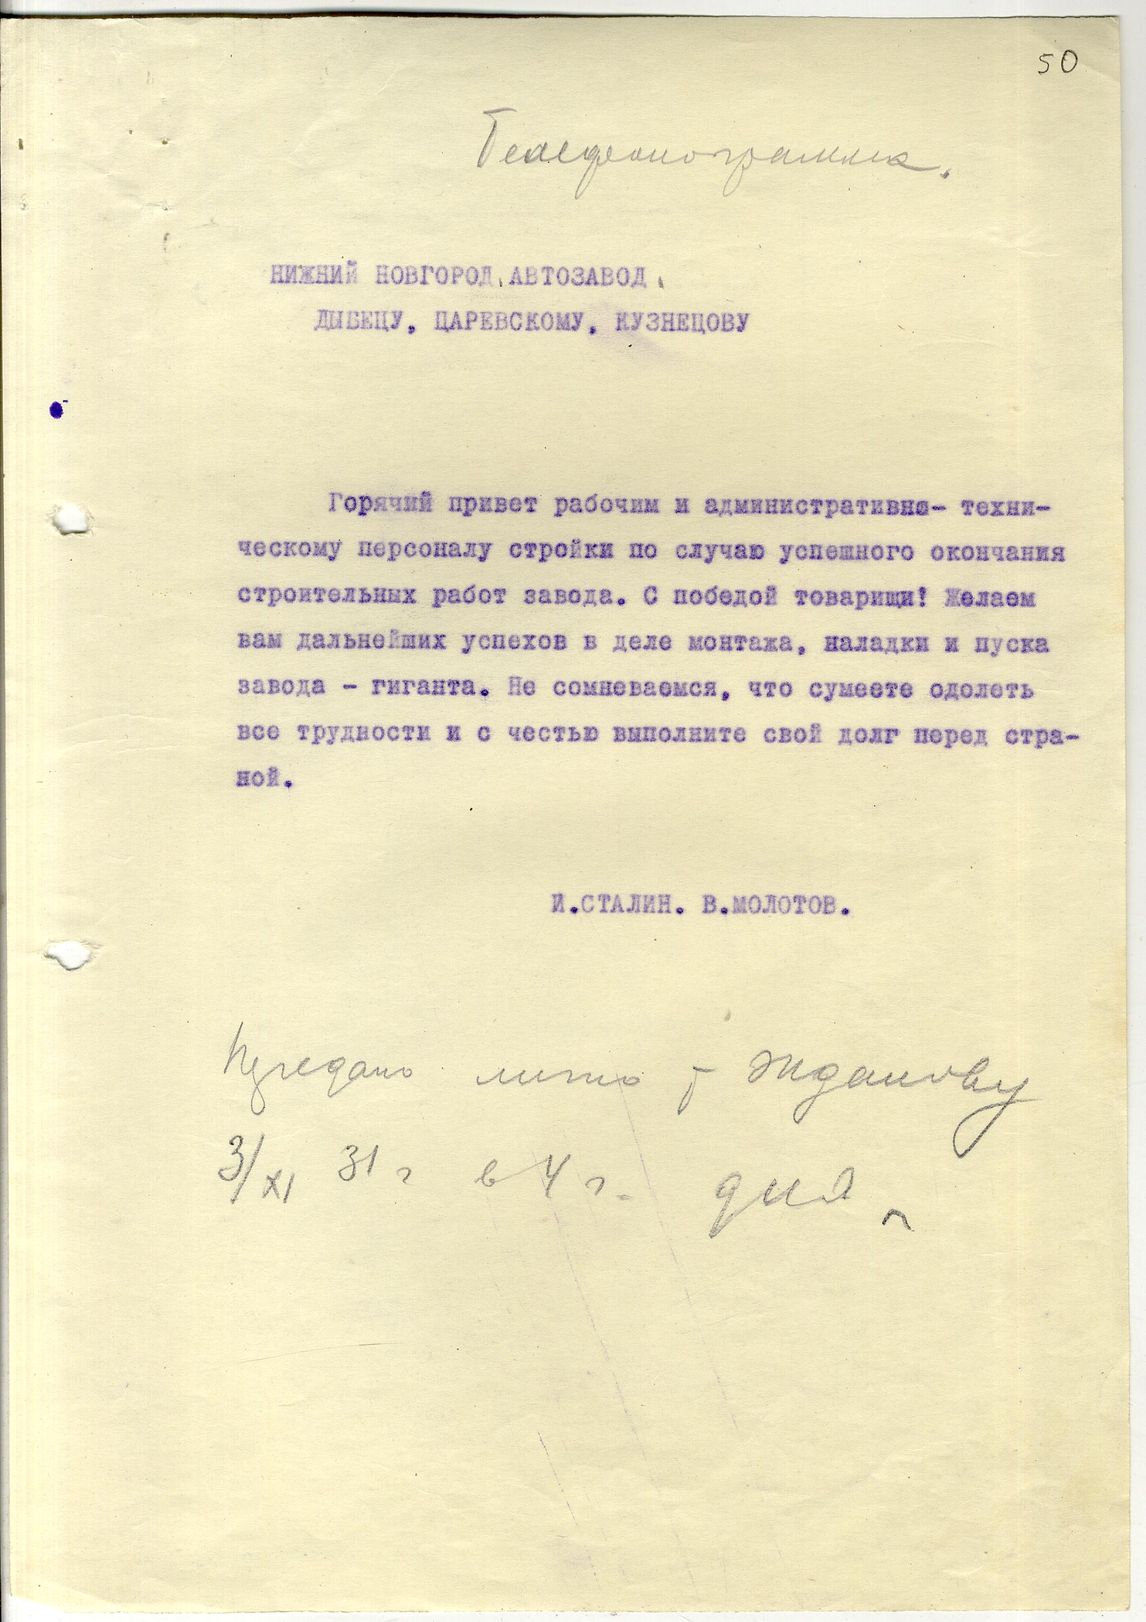 50
Телефонограмма.
НИЖНИЙ НОВГОРОД, АВТОЗАВОД,
ДЫБЕЦУ, ЦАРЕВСКОМУ, КУЗНЕЦОВУ
Горячий привет рабочим и административно- техни-
ческому персоналу стройки по случаю успешного окончания
строительных работ завода. С победой товарищи! Желаем
вам дальнейших успехов в деле монтажа, наладки и пуска
завода - гиганта. Не сомневаемся, что сумеете одолеть
все трудности и с честью выполните свой долг перед стра-
ной.
И.СТАЛИН. В.МОЛОТОВ.
Передано лично т Жданову
3/XI 31 г в 4 ч. дня